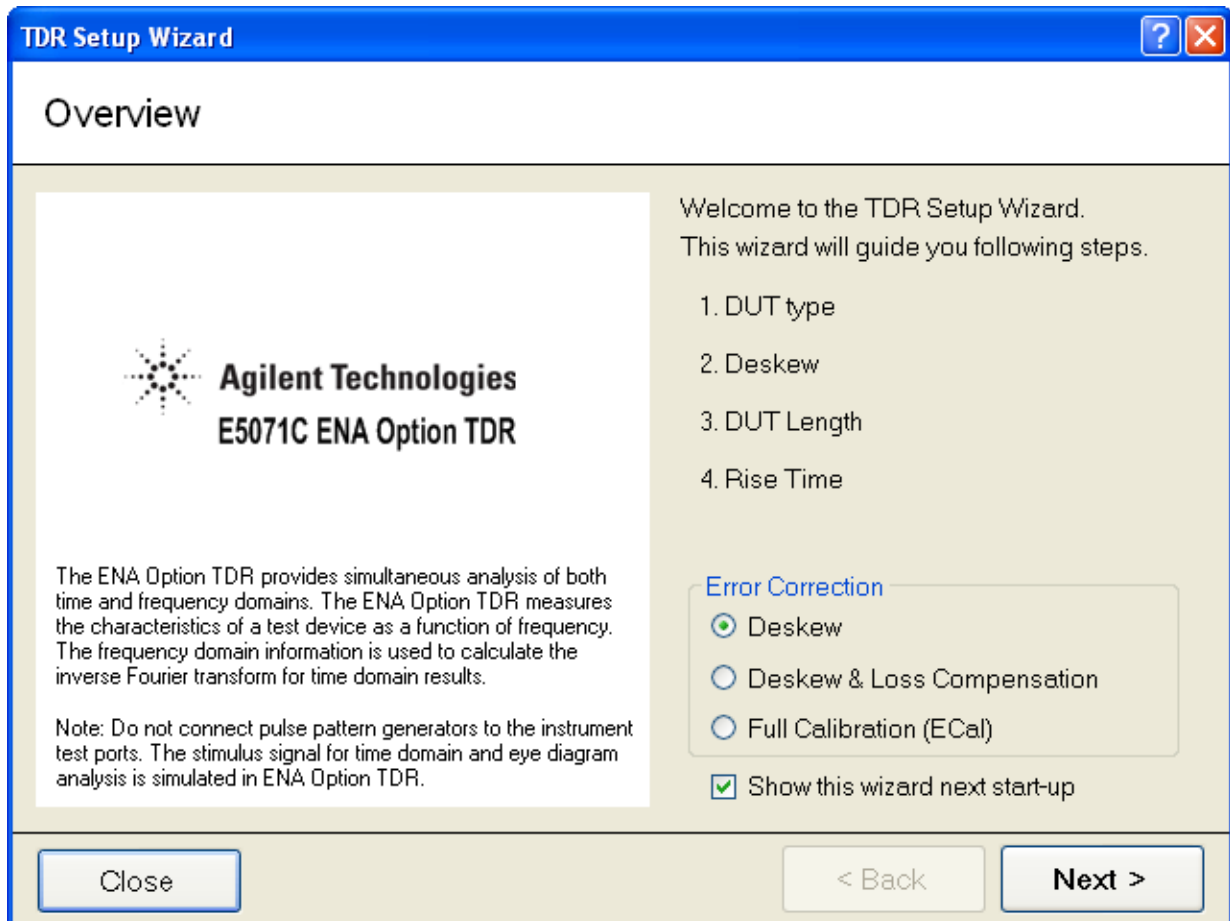 TDR Setup Wizard
?
Overview
Agilent Technologies
E5071C ENA Option TDR
The ENA Option TDR provides simultaneous analysis of both
time and frequency domains. The ENA Option TDR measures
the characteristics of a test device as a function of frequency.
The frequency domain information is used to calculate the
inverse Fourier transform for time domain results.
Note: Do not connect pulse pattern generators to the instrument
test ports. The stimulus signal for time domain and eye diagram
analysis is simulated in ENA Option TDR.
Welcome to the TDR Setup Wizard.
This wizard will guide you following steps.
1. DUT type
2. Deskew
3. DUT Length
4. Rise Time
Error Correction
Deskew
Deskew & Loss Compensation
Full Calibration (ECal)
Show this wizard next start-up
Close
< Back
Next >